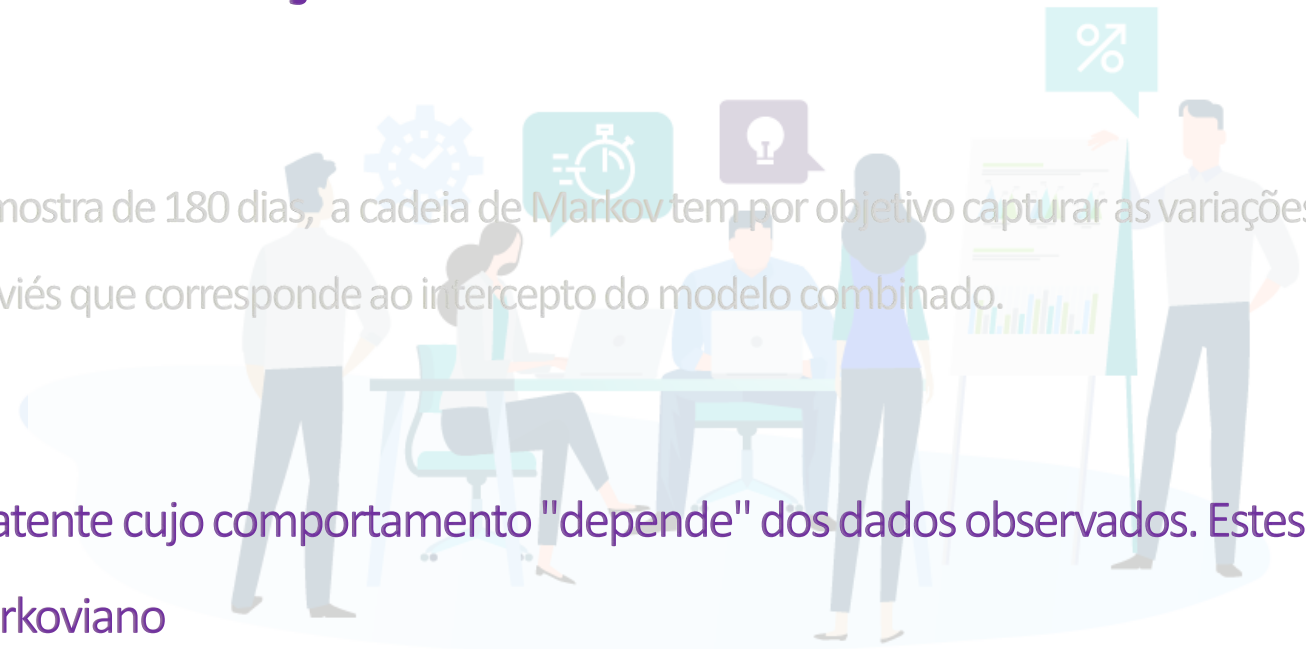 mostra de 180 dias, a cadeia de Markov tem por objetivo capturar as variações
viés que corresponde ao intercepto do modelo combinado.
atente cujo comportamento "depende" dos dados observados. Estes
rkoviano